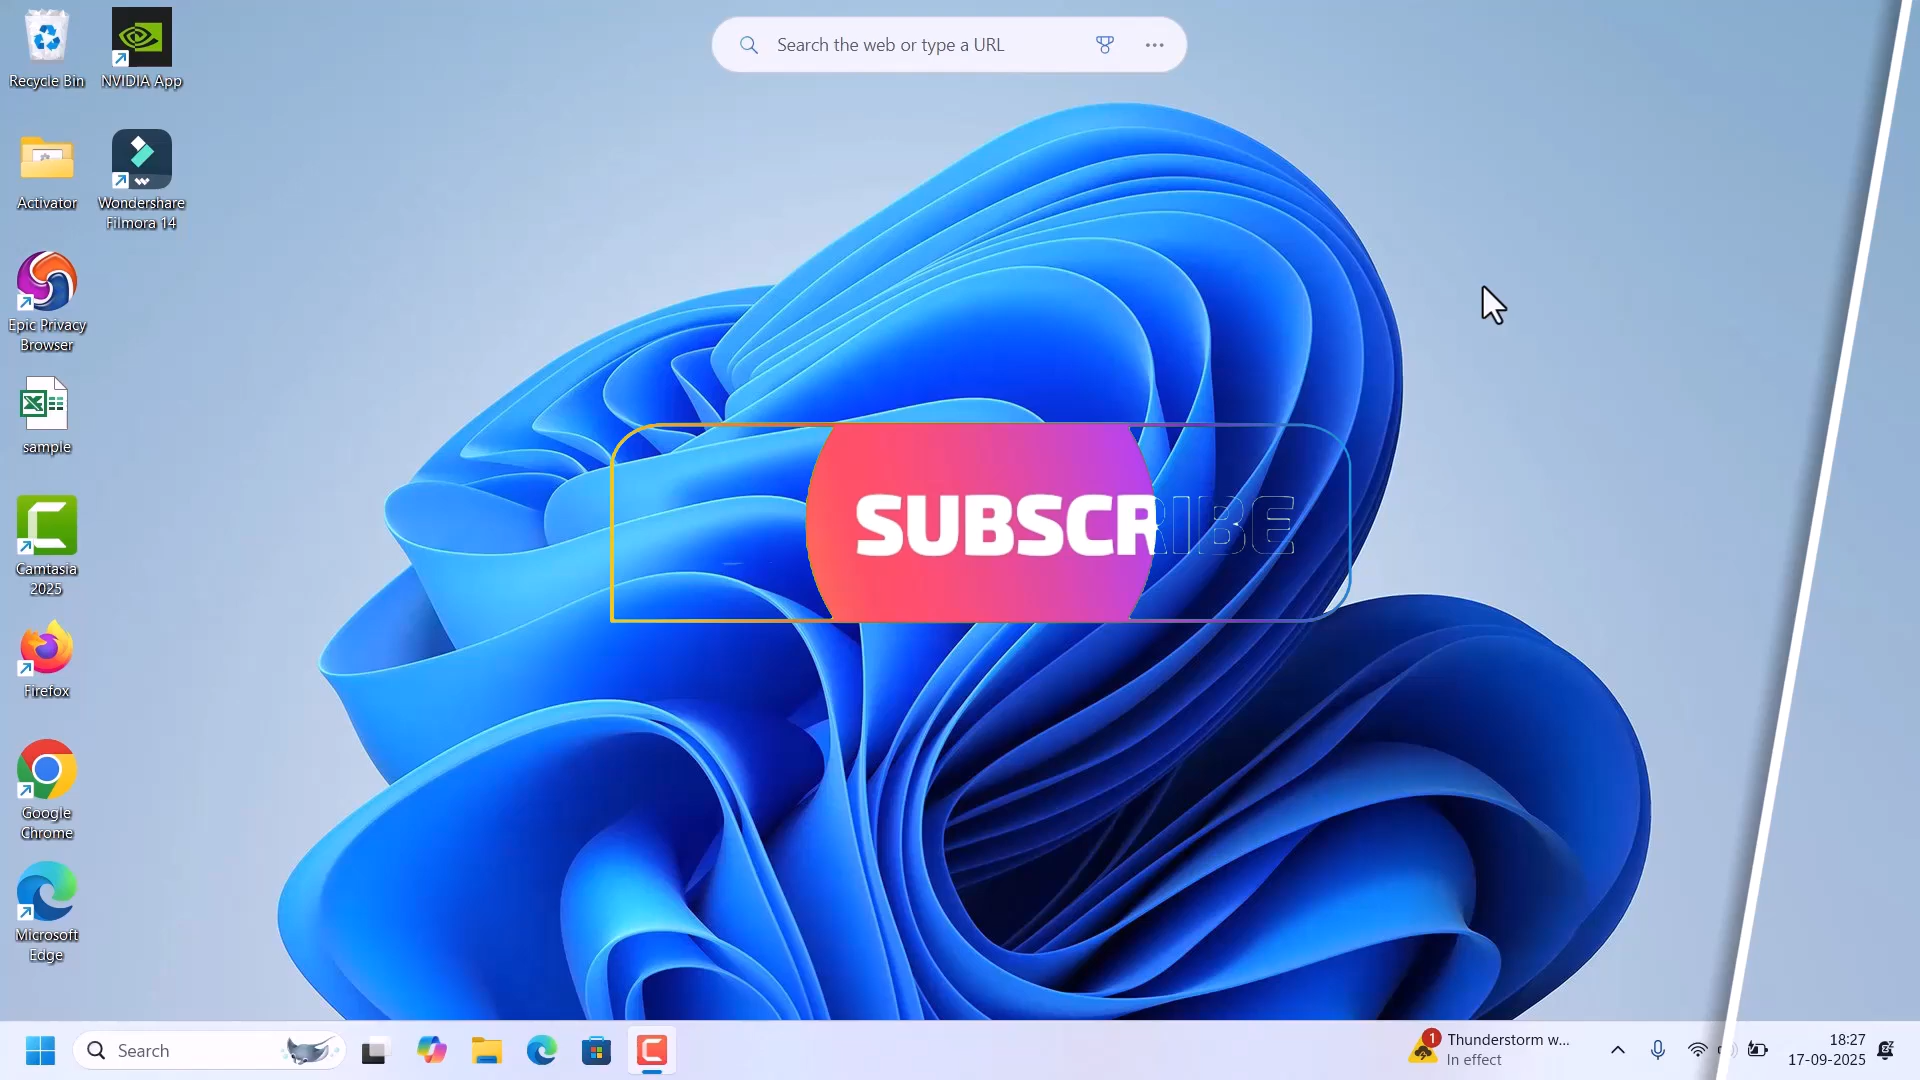 Search the web or type a URL
Recycle Bin
NVIDIA App
Activator
Wondershare
Filmora 14
Epic Privacy
Browser
sample
Camtasia
2025
Firefox
Google
Chrome
Microsoft
Edge
SUBSCRIBE
Search
1
Thunderstorm w...
In effect
18:27
17-09-2025